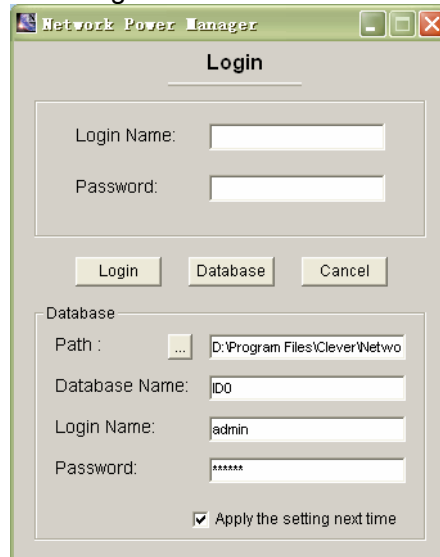 Network Power Manager
Login
Login Name:
Password:
Login Database Cancel
Database
Path : ... D:\Program Files\Clever\Netwo
Database Name: ID0
Login Name: admin
Password: ******
Apply the setting next time